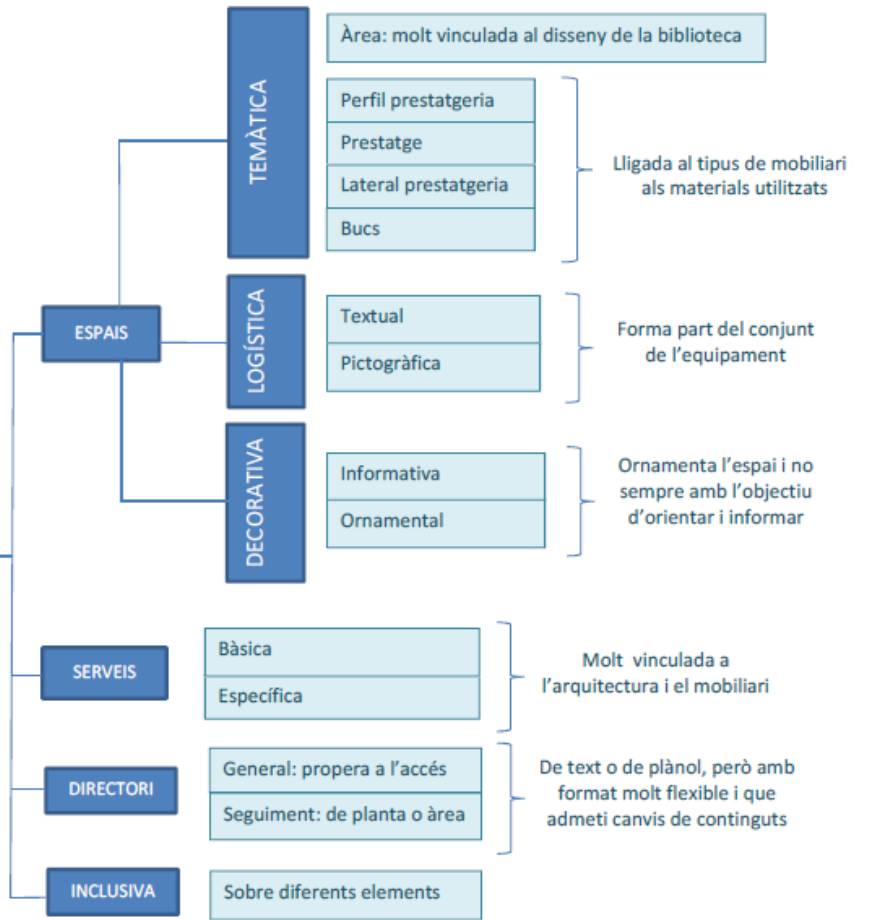 ESPAIS
TEMÀTICA
Àrea: molt vinculada al disseny de la biblioteca
Perfil prestatgeria
Prestatge
Lateral prestatgeria
Bucs
Lligada al tipus de mobiliari
als materials utilitzats
LOGÍSTICA
Textual
Pictogràfica
Forma part del conjunt
de l'equipament
DECORATIVA
Informativa
Ornamental
Ornamenta l'espai i no
sempre amb l'objectiu
d'orientar i informar
SERVEIS
Bàsica
Específica
Molt vinculada a
l'arquitectura i el mobiliari
DIRECTORI
General: propera a l'accés
Seguiment: de planta o àrea
De text o de plànol, però amb
format molt flexible i que
admeti canvis de continguts
INCLUSIVA
Sobre diferents elements